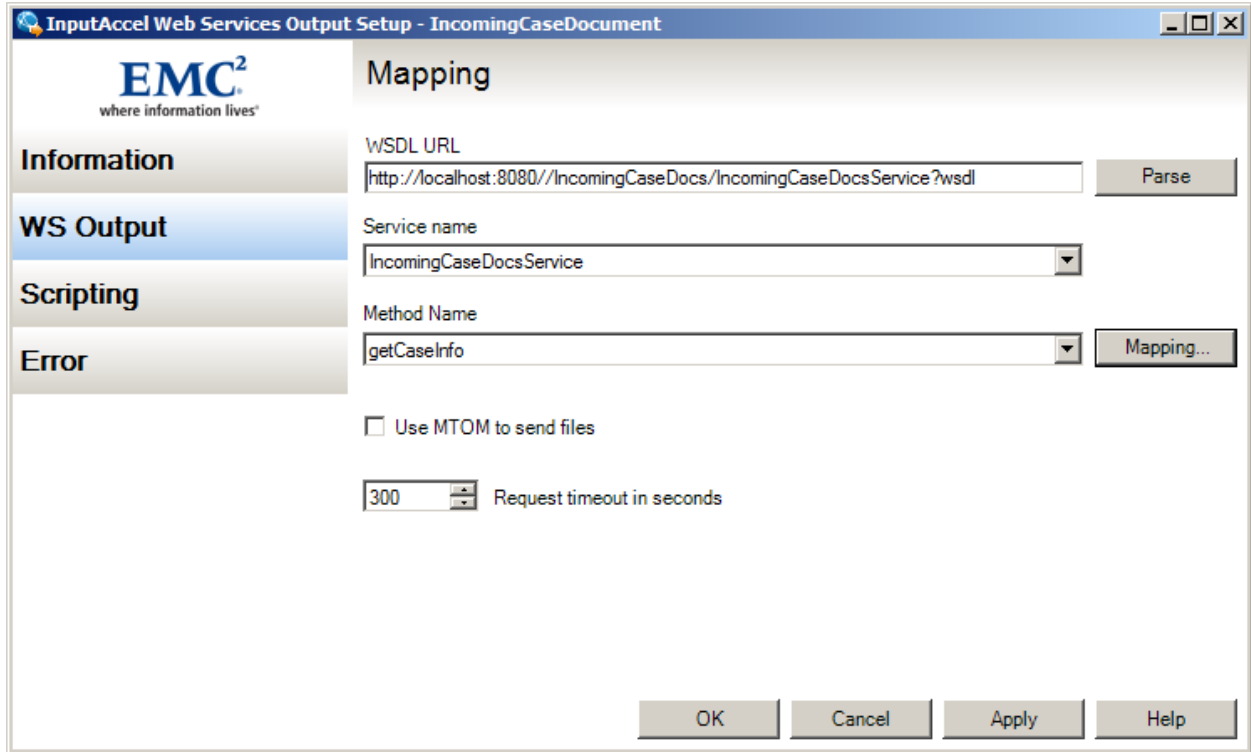 InputAccel Web Services Output Setup - IncomingCaseDocument
EMC²
where information lives®
Information
WS Output
Scripting
Error
Mapping
WSDL URL
http://localhost:8080//IncomingCaseDocs/IncomingCaseDocsService?wsdl
Parse
Service name
IncomingCaseDocsService
Method Name
getCaseInfo
Mapping...
Use MTOM to send files
300 Request timeout in seconds
OK Cancel Apply Help